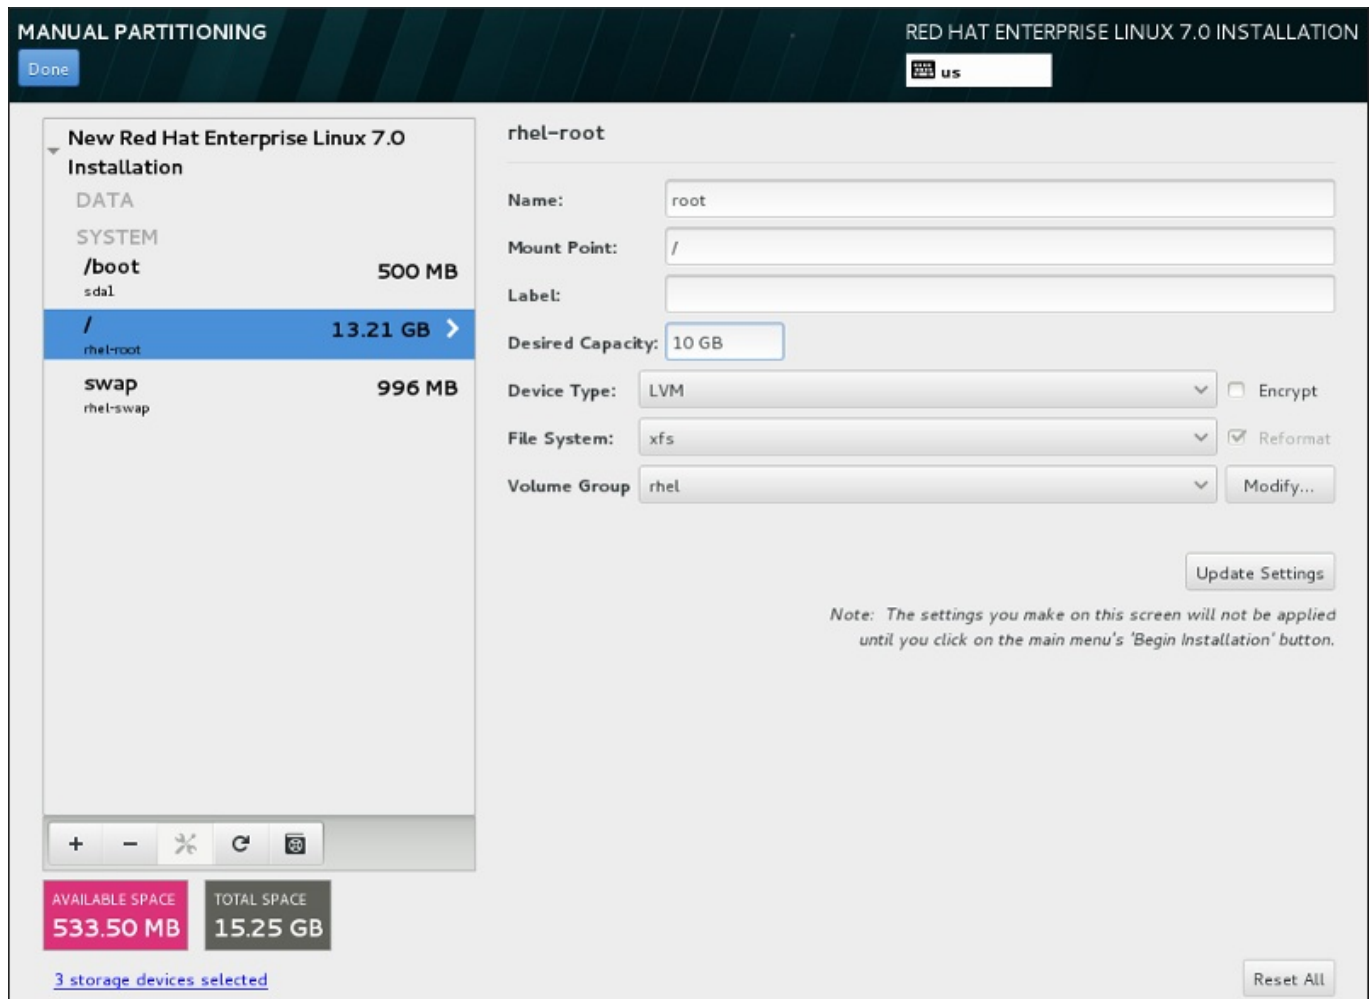 MANUAL PARTITIONING
RED HAT ENTERPRISE LINUX 7.0 INSTALLATION
Done
us
New Red Hat Enterprise Linux 7.0
Installation
DATA
SYSTEM
/boot
500 MB
sda1
/
13.21 GB
rhel-root
swap
996 MB
rhel-swap
rhel-root
Name:
root
Mount Point:
/
Label:
Desired Capacity:
10 GB
Device Type:
LVM
Encrypt
File System:
xfs
Reformat
Volume Group
rhel
Modify...
Update Settings
Note: The settings you make on this screen will not be applied
until you click on the main menu's 'Begin Installation' button.
AVAILABLE SPACE
533.50 MB
TOTAL SPACE
15.25 GB
3 storage devices selected
Reset All